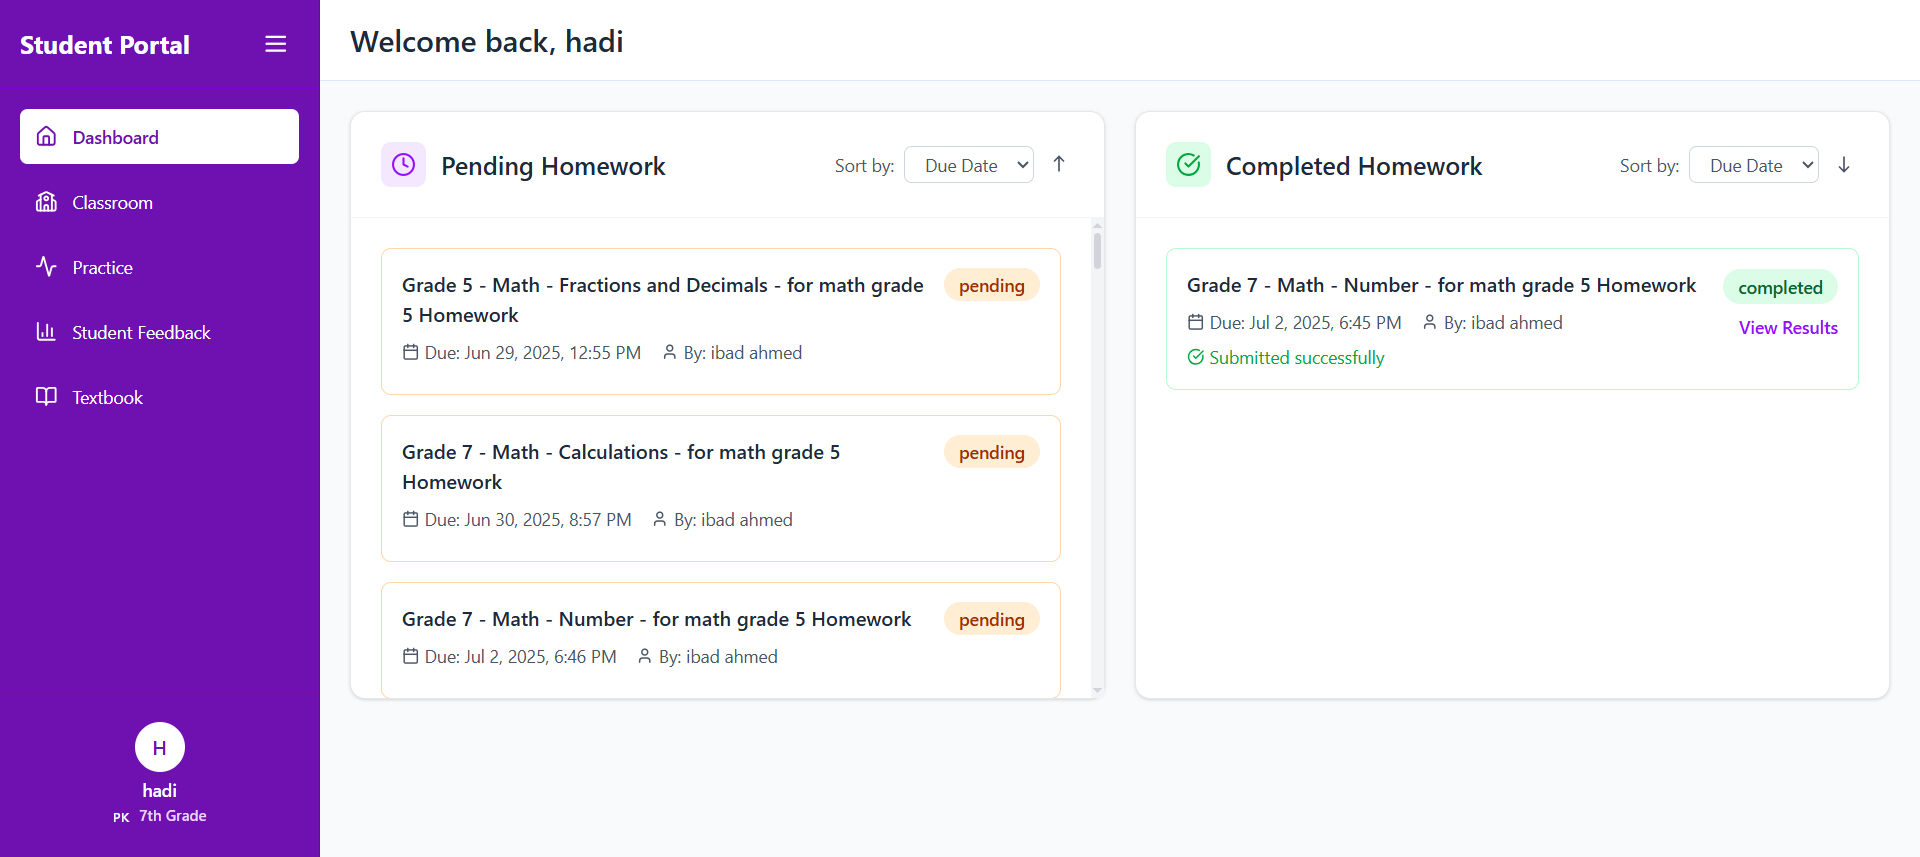 Student Portal
Dashboard
Classroom
Practice
Student Feedback
Textbook
H
hadi
PK 7th Grade
Welcome back, hadi
Pending Homework
Sort by: Due Date
Grade 5 - Math - Fractions and Decimals - for math grade
5 Homework
pending
Due: Jun 29, 2025, 12:55 PM By: ibad ahmed
Grade 7 - Math - Calculations - for math grade 5
Homework
pending
Due: Jun 30, 2025, 8:57 PM By: ibad ahmed
Grade 7 - Math - Number - for math grade 5 Homework
pending
Due: Jul 2, 2025, 6:46 PM By: ibad ahmed
Completed Homework
Sort by: Due Date
Grade 7 - Math - Number - for math grade 5 Homework
completed
Due: Jul 2, 2025, 6:45 PM By: ibad ahmed
View Results
Submitted successfully